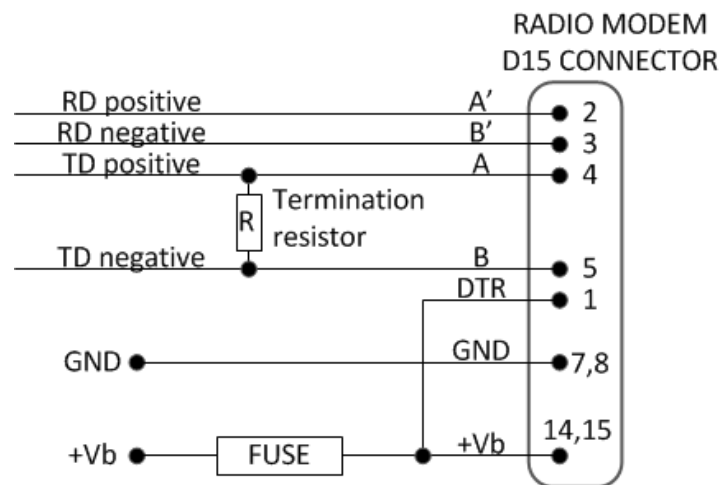 RADIO MODEM
D15 CONNECTOR
RD positive A’ 2
RD negative B’ 3
TD positive A 4
R Termination
resistor
TD negative B 5
DTR 1
GND GND 7,8
14,15
+Vb FUSE +Vb